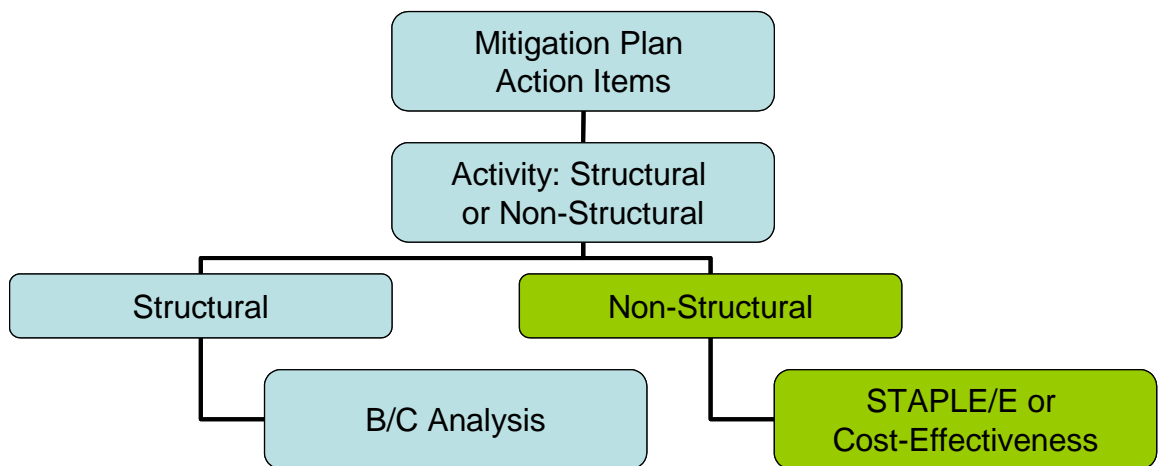 Mitigation Plan
Action Items
Activity: Structural
or Non-Structural
Structural
Non-Structural
B/C Analysis
STAPLE/E or
Cost-Effectiveness